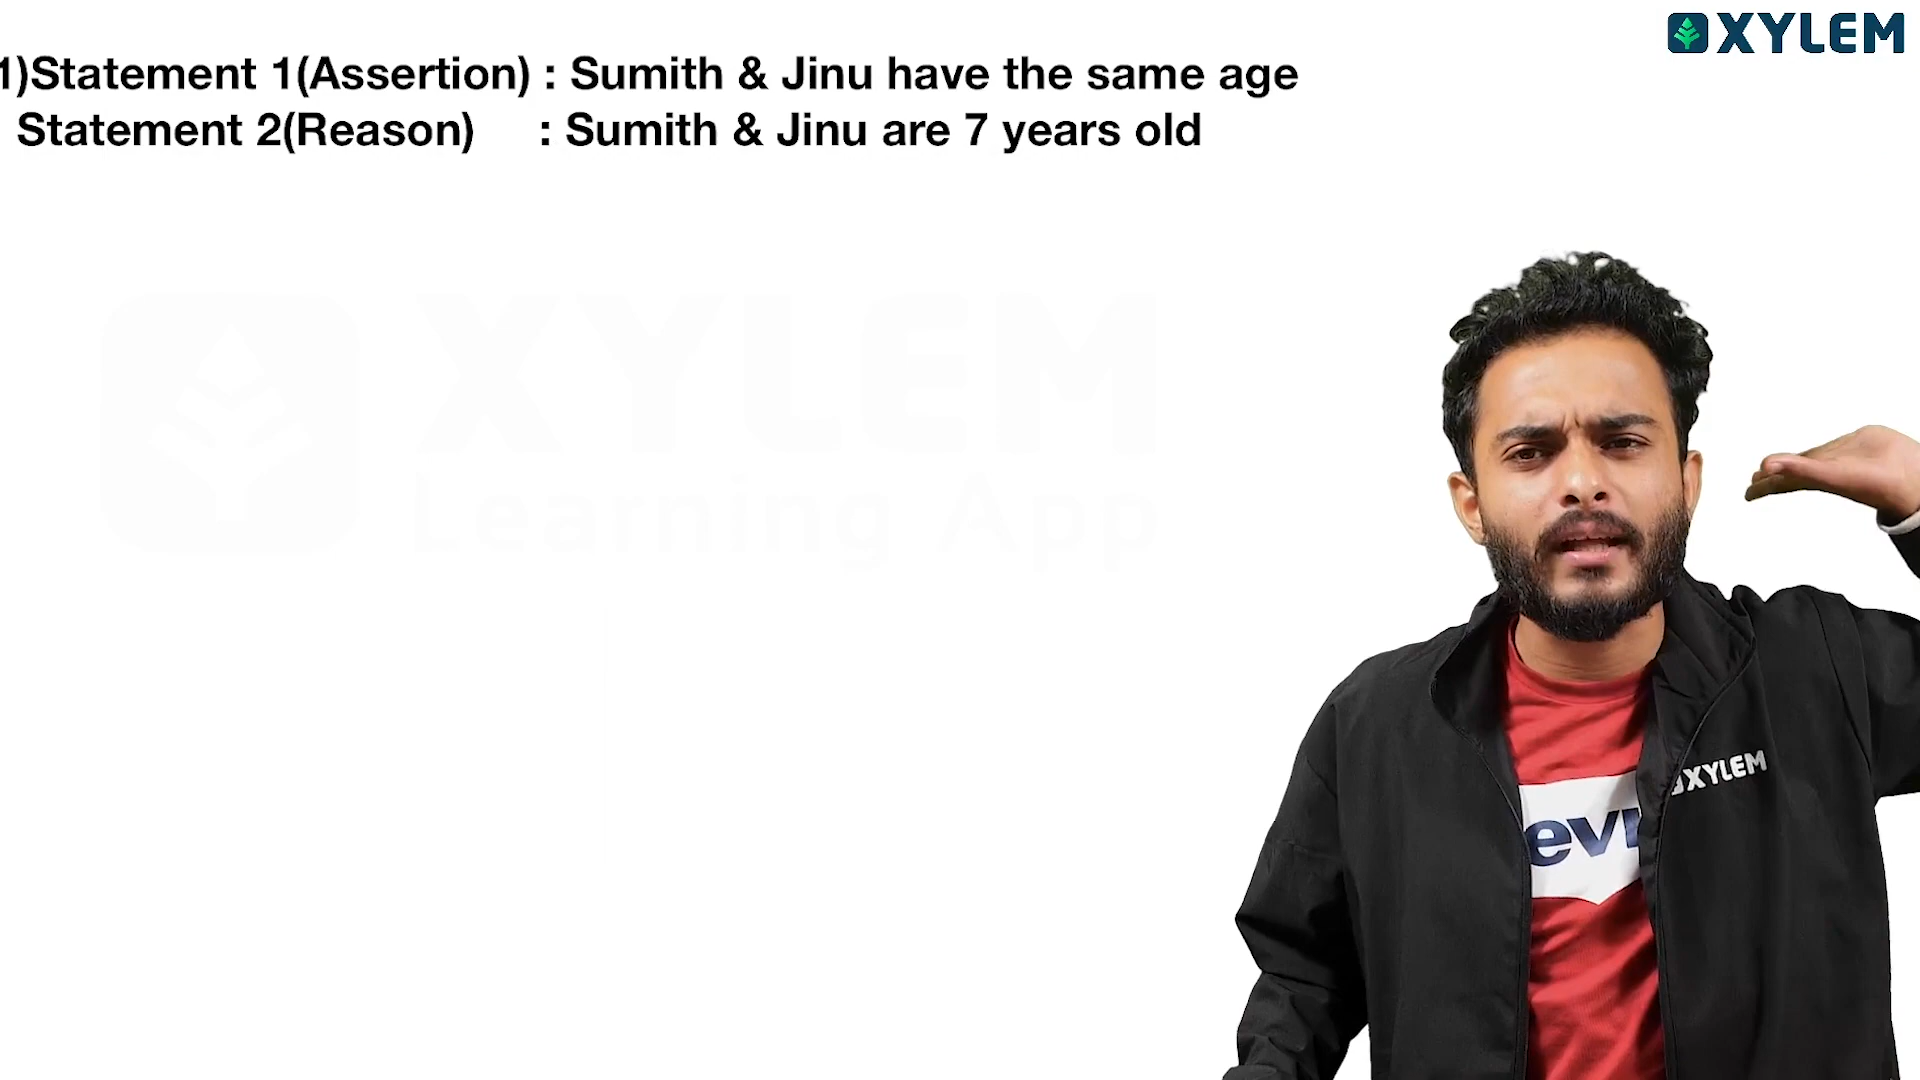 XYLEM
1)Statement 1(Assertion) : Sumith & Jinu have the same age
Statement 2(Reason) : Sumith & Jinu are 7 years old
XYLEM
Learning App
XYLEM
evi